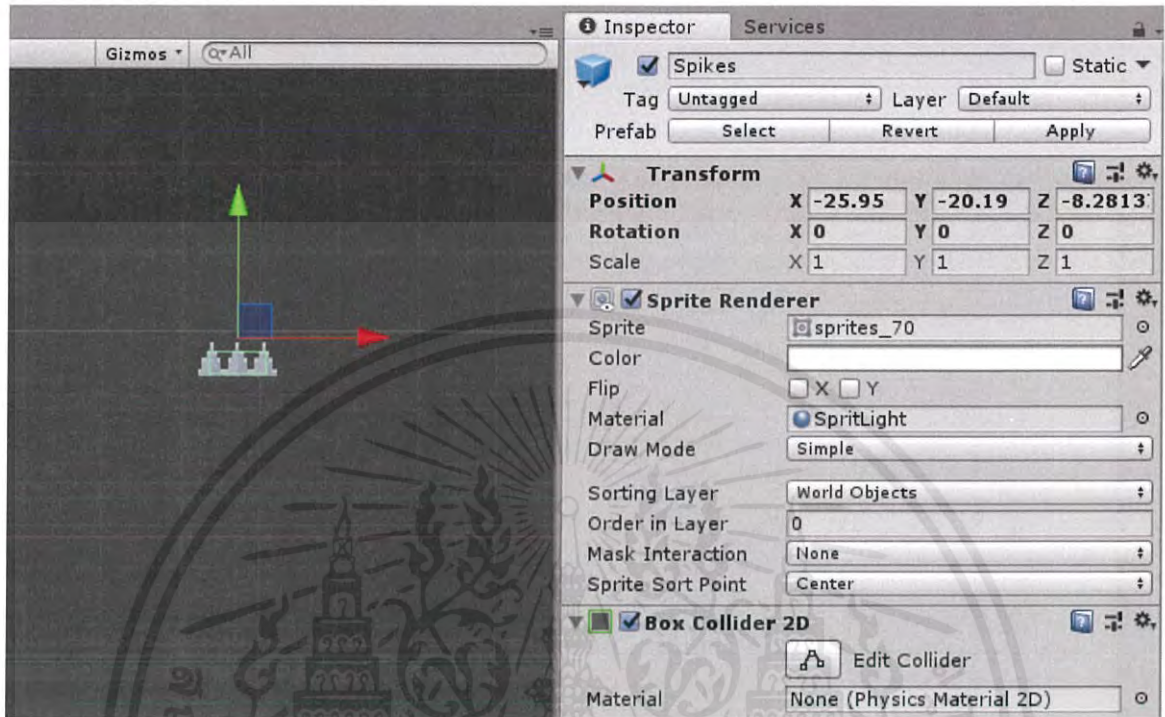 Inspector Services
Gizmos All
Spikes Static
Tag Untagged Layer Default
Prefab Select Revert Apply
Transform
Position X -25.95 Y -20.19 Z -8.2813
Rotation X 0 Y 0 Z 0
Scale X 1 Y 1 Z 1
Sprite Renderer
Sprite sprites_70
Color
Flip X Y
Material SpritLight
Draw Mode Simple
Sorting Layer World Objects
Order in Layer 0
Mask Interaction None
Sprite Sort Point Center
Box Collider 2D
Edit Collider
Material None (Physics Material 2D)